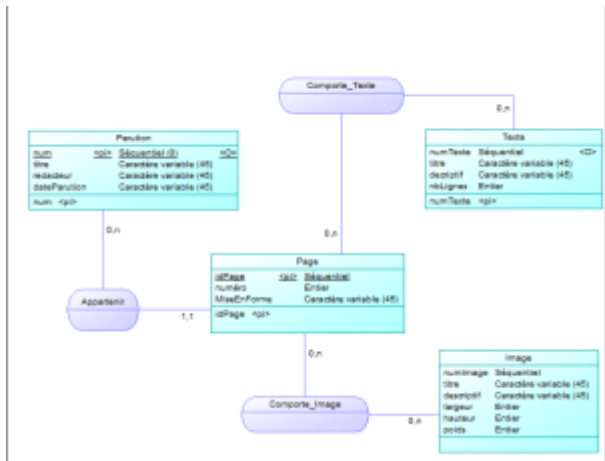 Comporte_Texte
0,n
Parution
num <pi> Séquentiel (8) <O>
titre Caractère variable (45)
redacteur Caractère variable (45)
dateParution Caractère variable (45)
num <pi>
Texte
numTexte Séquentiel <O>
titre Caractère variable (45)
decriptif Caractère variable (45)
nbLignes Entier
numTexte <pi>
0,n
0,n
Page
idPage <pi> Séquentiel
numéro Entier
MiseEnForme Caractère variable (45)
idPage <pi>
Appartenir
1,1
0,n
Image
numImage Séquentiel
titre Caractère variable (45)
descriptif Caractère variable (45)
largeur Entier
hauteur Entier
poids Entier
Comporte_Image
0,n